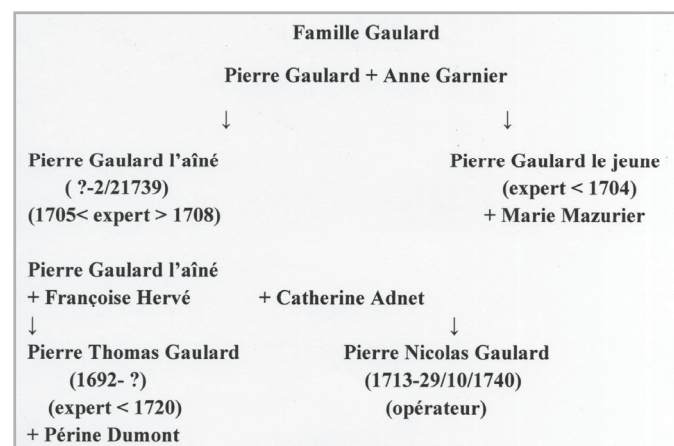 Famille Gaulard
Pierre Gaulard + Anne Garnier
↓ ↓
Pierre Gaulard l'aîné Pierre Gaulard le jeune
( ?-2/21739) (expert < 1704)
(1705< expert > 1708) + Marie Mazurier
Pierre Gaulard l'aîné
+ Françoise Hervé + Catherine Adnet
↓ ↓
Pierre Thomas Gaulard Pierre Nicolas Gaulard
(1692- ?) (1713-29/10/1740)
(expert < 1720) (opérateur)
+ Périne Dumont